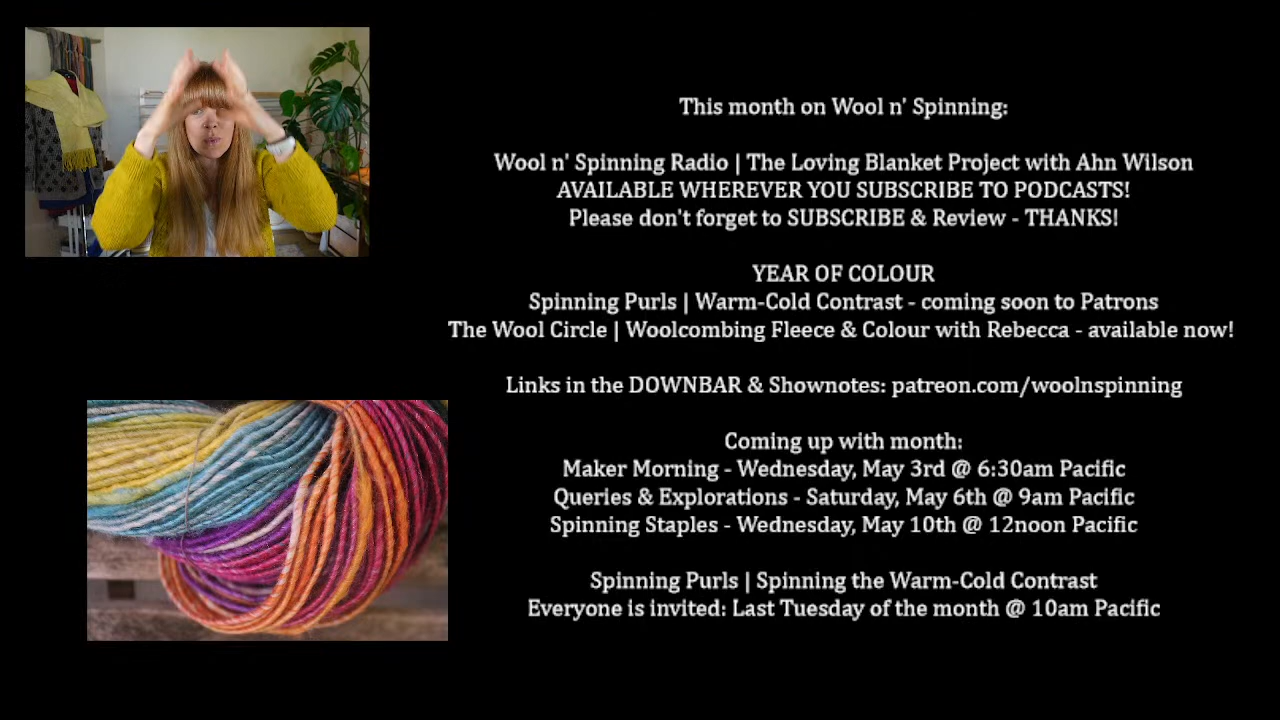 This month on Wool n' Spinning:
Wool n' Spinning Radio | The Loving Blanket Project with Ahn Wilson
AVAILABLE WHEREVER YOU SUBSCRIBE TO PODCASTS!
Please don't forget to SUBSCRIBE & Review - THANKS!
YEAR OF COLOUR
Spinning Purls | Warm-Cold Contrast - coming soon to Patrons
The Wool Circle | Woolcombing Fleece & Colour with Rebecca - available now!
Links in the DOWNBAR & Shownotes: patreon.com/woolnspinning
Coming up with month:
Maker Morning - Wednesday, May 3rd @ 6:30am Pacific
Queries & Explorations - Saturday, May 6th @ 9am Pacific
Spinning Staples - Wednesday, May 10th @ 12noon Pacific
Spinning Purls | Spinning the Warm-Cold Contrast
Everyone is invited: Last Tuesday of the month @ 10am Pacific